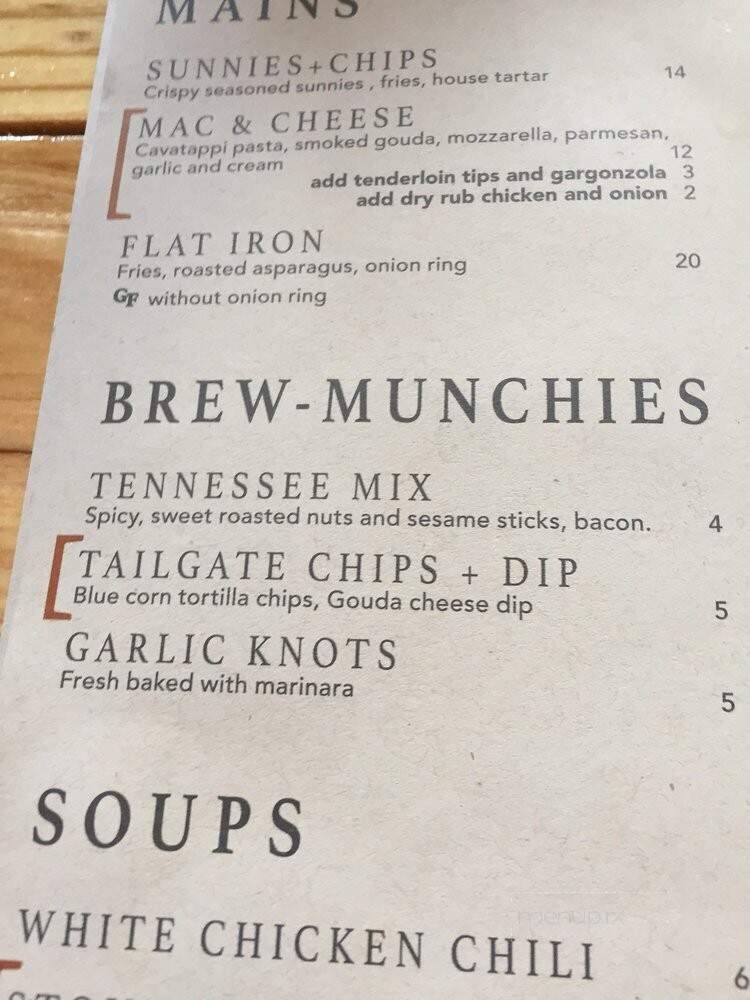 MAINS
SUNNIES+CHIPS
Crispy seasoned sunnies , fries, house tartar 14
MAC & CHEESE
Cavatappi pasta, smoked gouda, mozzarella, parmesan,
garlic and cream 12
add tenderloin tips and gargonzola 3
add dry rub chicken and onion 2
FLAT IRON
Fries, roasted asparagus, onion ring 20
GF without onion ring
BREW-MUNCHIES
TENNESSEE MIX
Spicy, sweet roasted nuts and sesame sticks, bacon. 4
TAILGATE CHIPS + DIP
Blue corn tortilla chips, Gouda cheese dip 5
GARLIC KNOTS
Fresh baked with marinara 5
SOUPS
WHITE CHICKEN CHILI 6